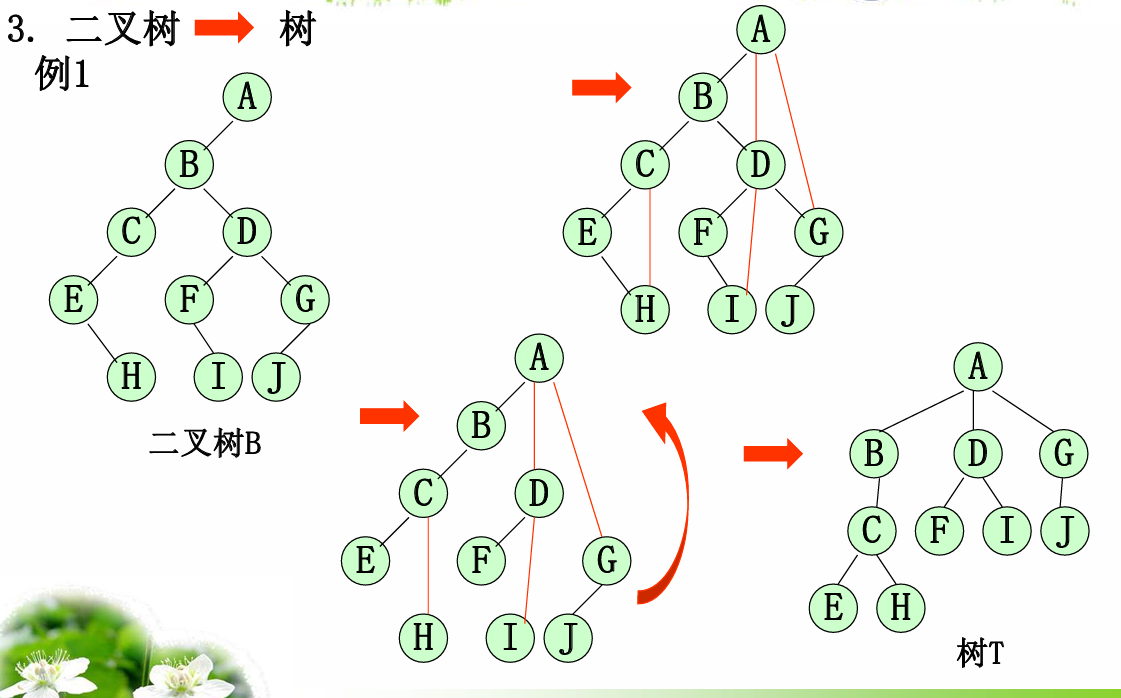 3. 二叉树 树
例1
A
B
C D
E F G
H I J
二叉树B
A
B
C D
E F G
H I J
A
B
C D
E F G
H I J
A
B D G
C F I J
E H
树T